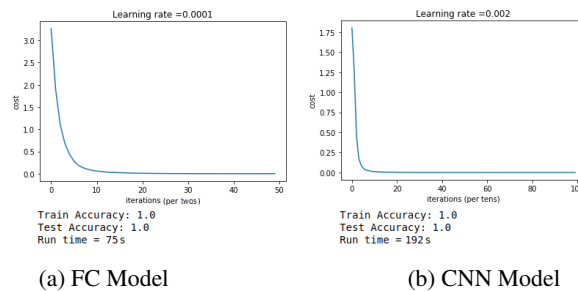 Learning rate =0.0001
3.0
2.5
2.0
1.5
1.0
0.5
0.0
cost
0 10 20 30 40 50
iterations (per twos)
Train Accuracy: 1.0
Test Accuracy: 1.0
Run time = 75s
(a) FC Model
Learning rate =0.002
1.75
1.50
1.25
1.00
0.75
0.50
0.25
0.00
cost
0 20 40 60 80 100
iterations (per tens)
Train Accuracy: 1.0
Test Accuracy: 1.0
Run time = 192s
(b) CNN Model